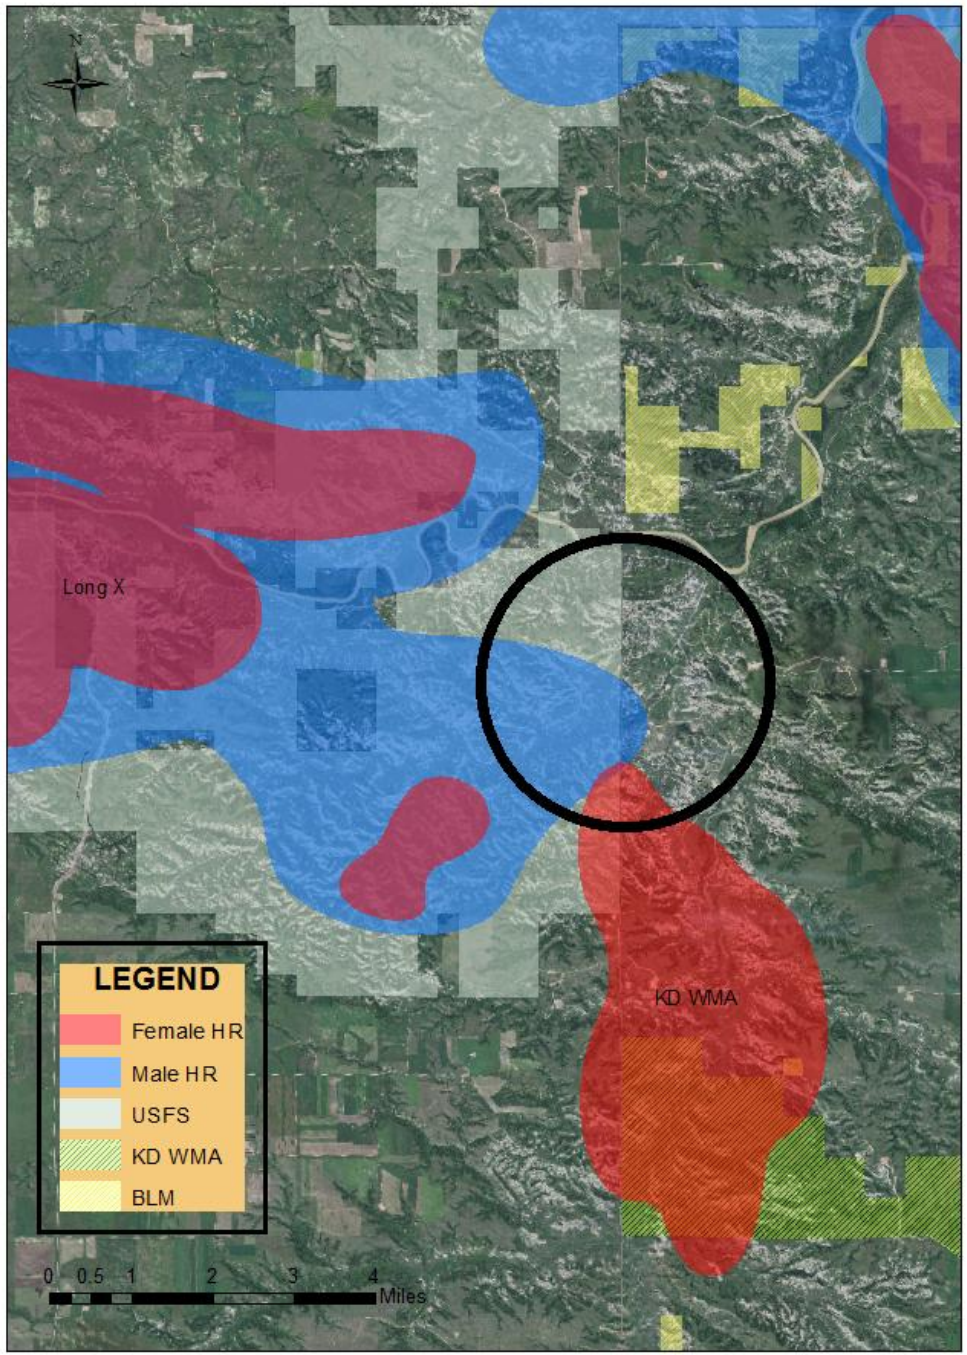 N
Long X
KD WMA
LEGEND
Female HR
Male HR
USFS
KD WMA
BLM
0 0.5 1 2 3 4
Miles